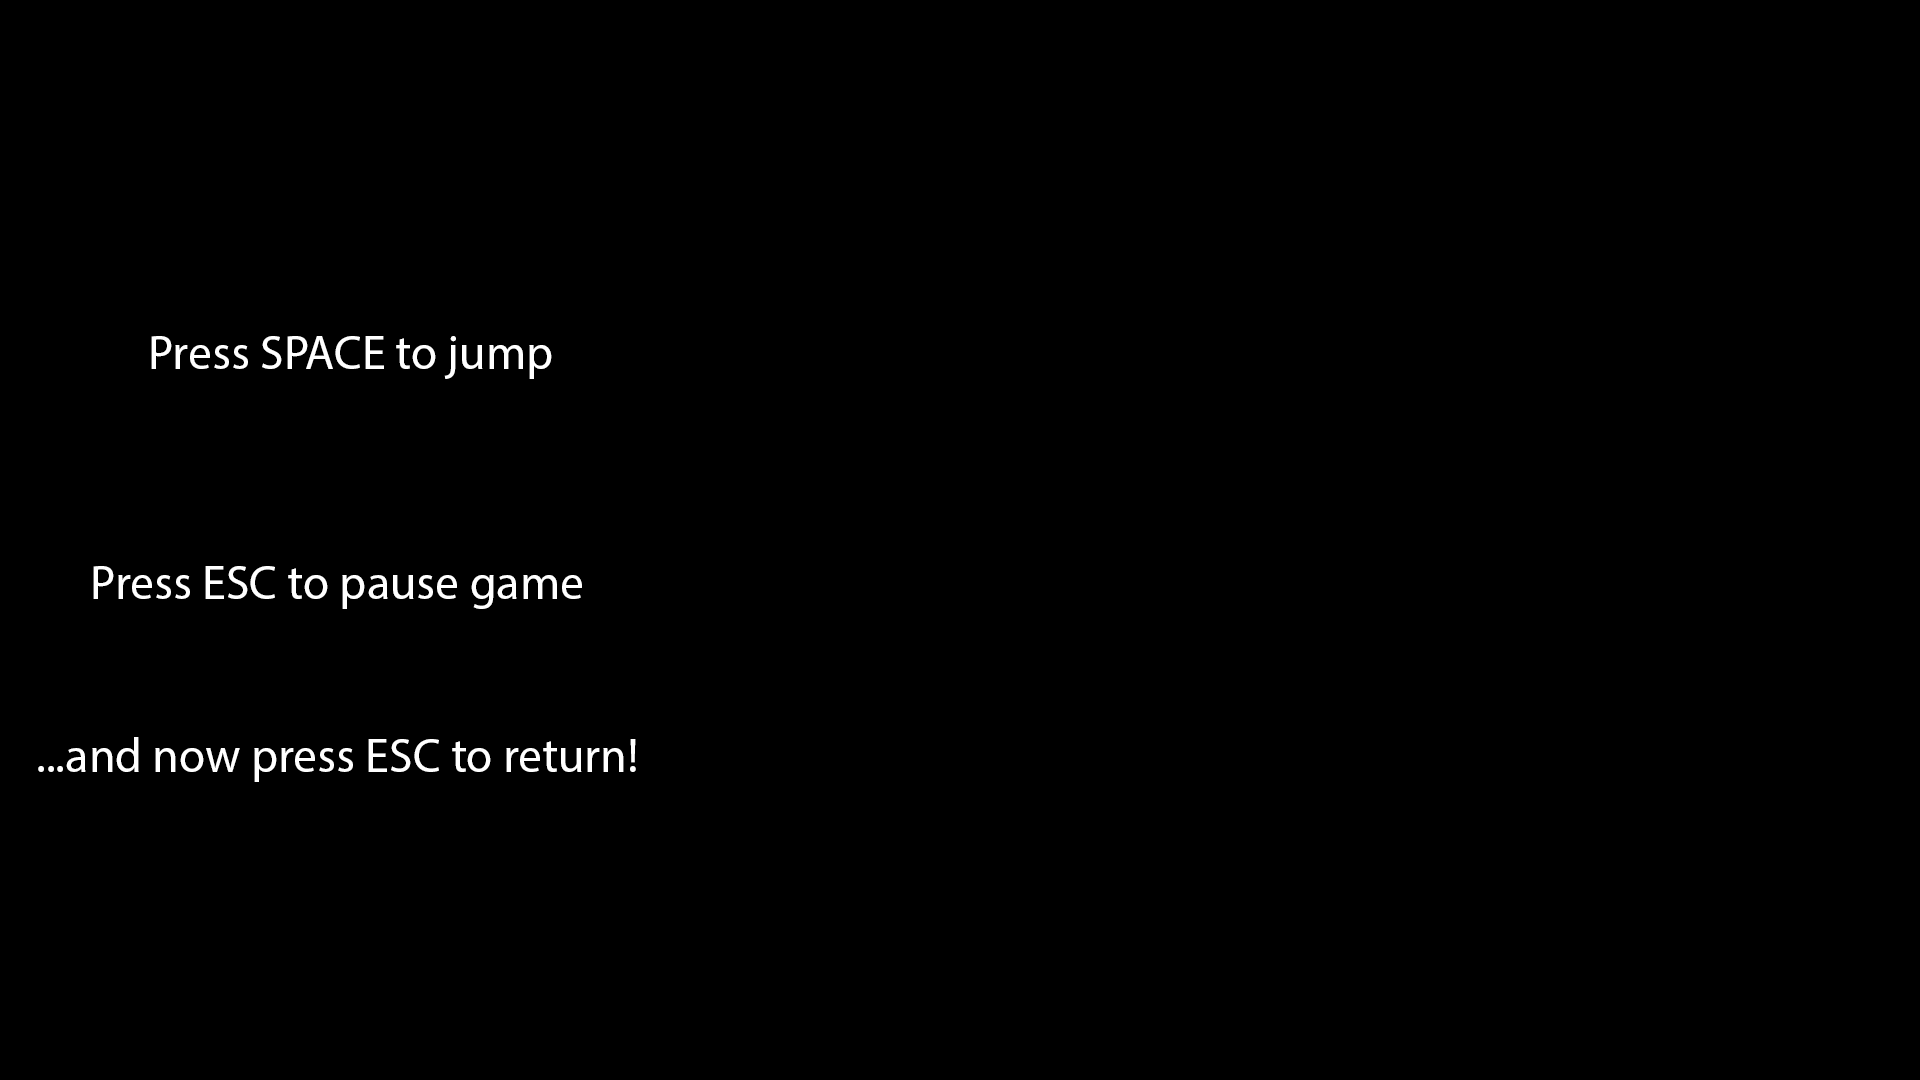 Press SPACE to jump
Press ESC to pause game
...and now press ESC to return!